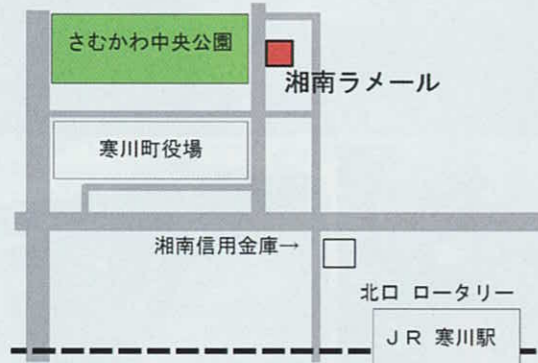 さむかわ中央公園
湘南ラメール
寒川町役場
湘南信用金庫→
北口 ロータリー
ＪＲ 寒川駅